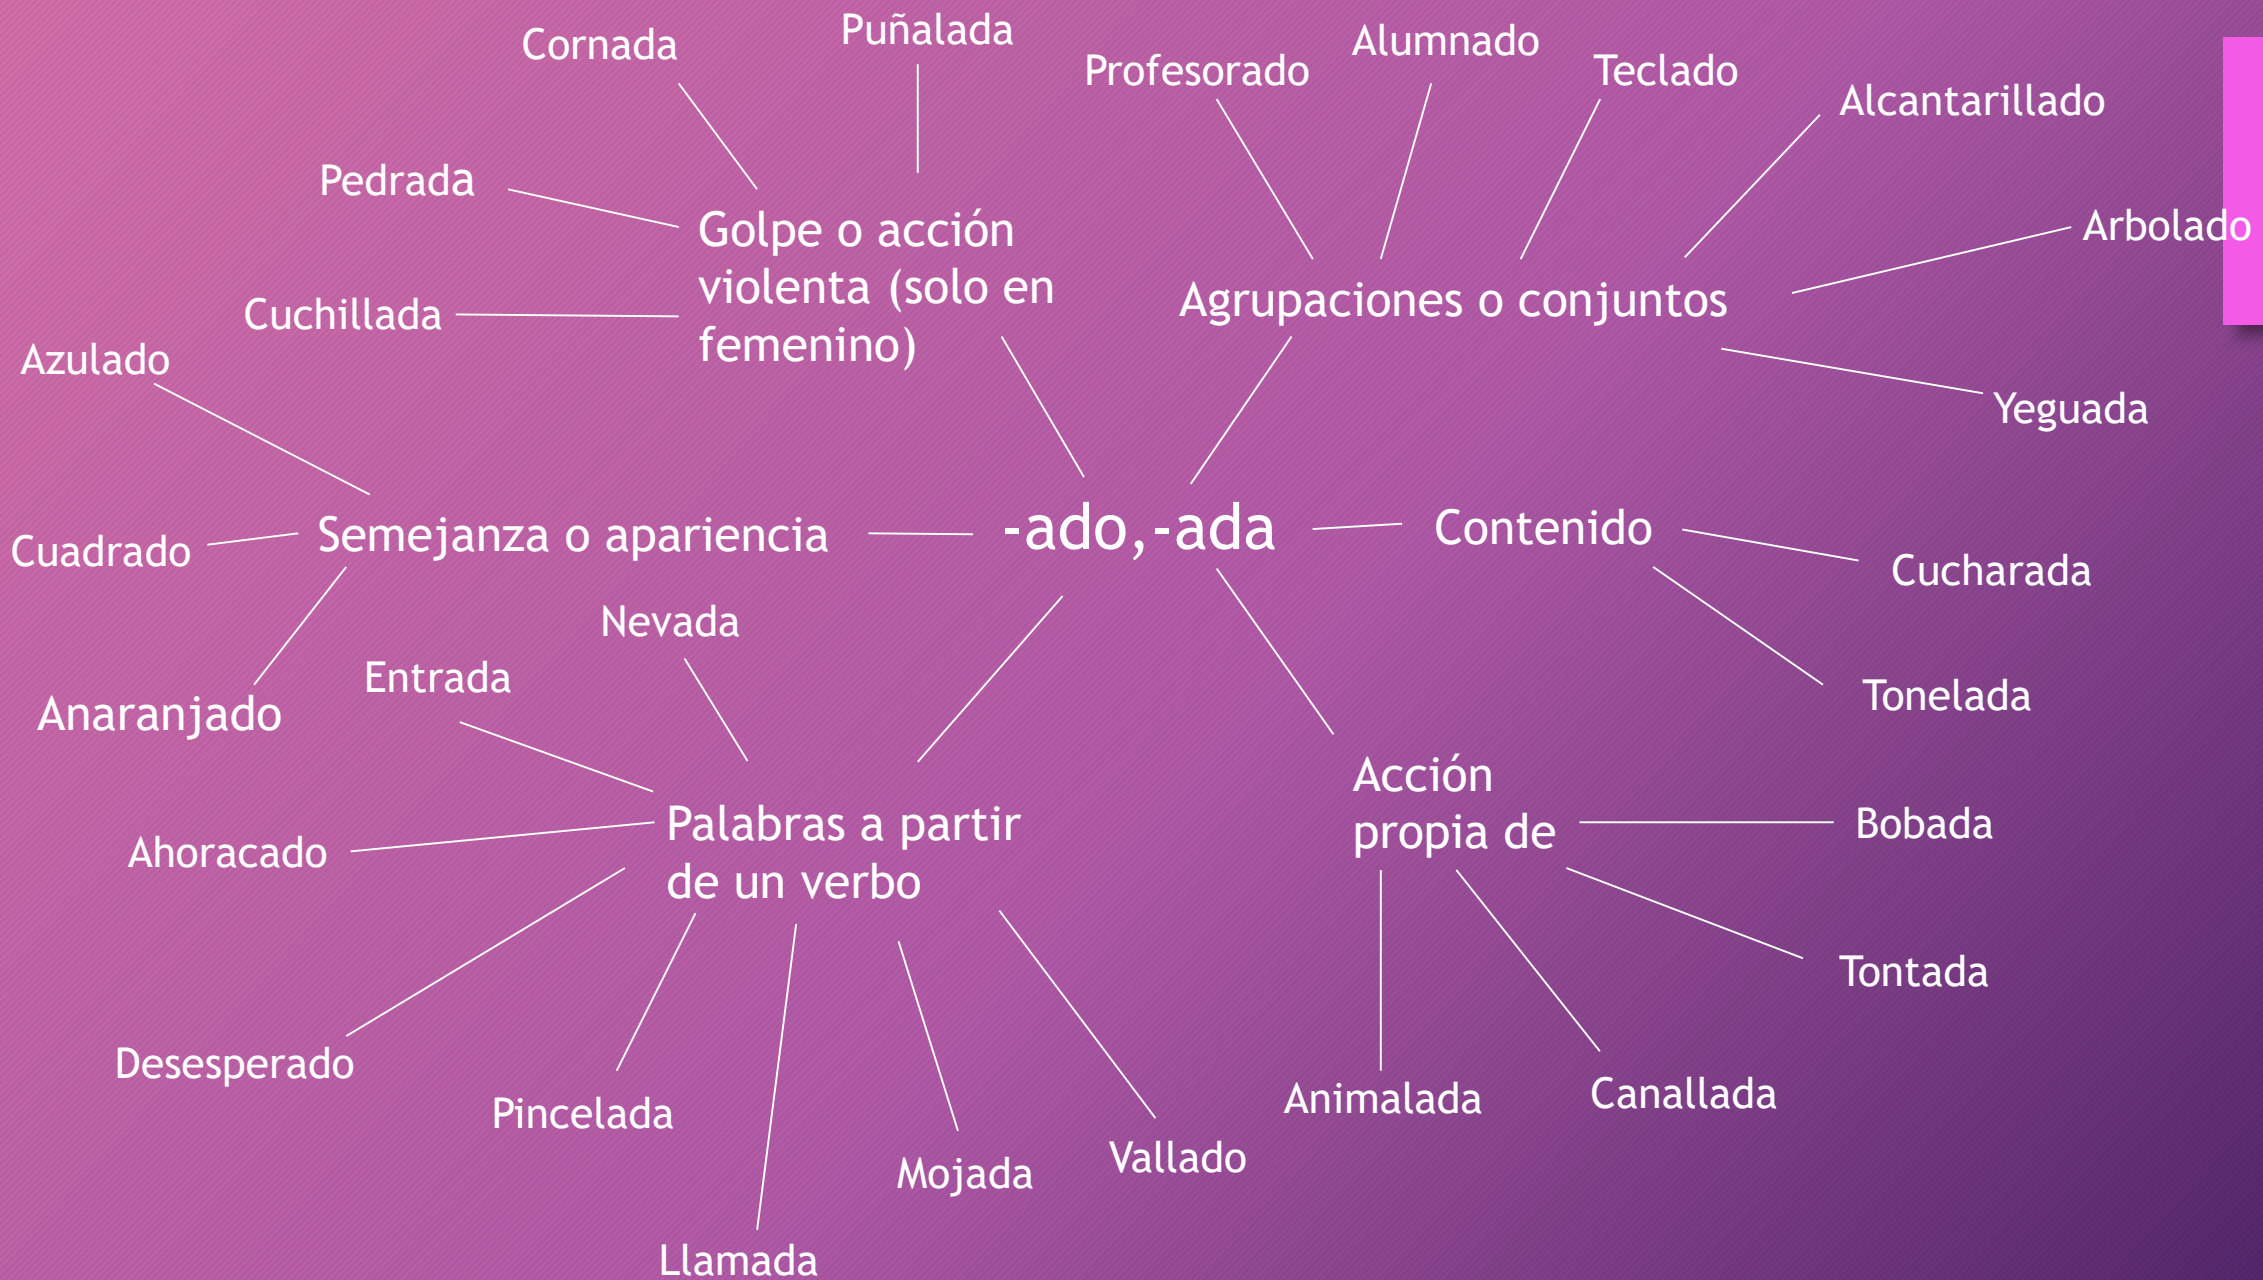 Puñalada
Cornada
Alumnado
Profesorado
Teclado
Alcantarillado
Pedrada
Arbolado
Golpe o acción
violenta (solo en
femenino)
Agrupaciones o conjuntos
Cuchillada
Azulado
Yeguada
-ado,-ada
Contenido
Semejanza o apariencia
Cuadrado
Cucharada
Nevada
Entrada
Tonelada
Anaranjado
Acción
propia de
Palabras a partir
de un verbo
Bobada
Ahoracado
Tontada
Desesperado
Pincelada
Animalada
Canallada
Mojada
Vallado
Llamada